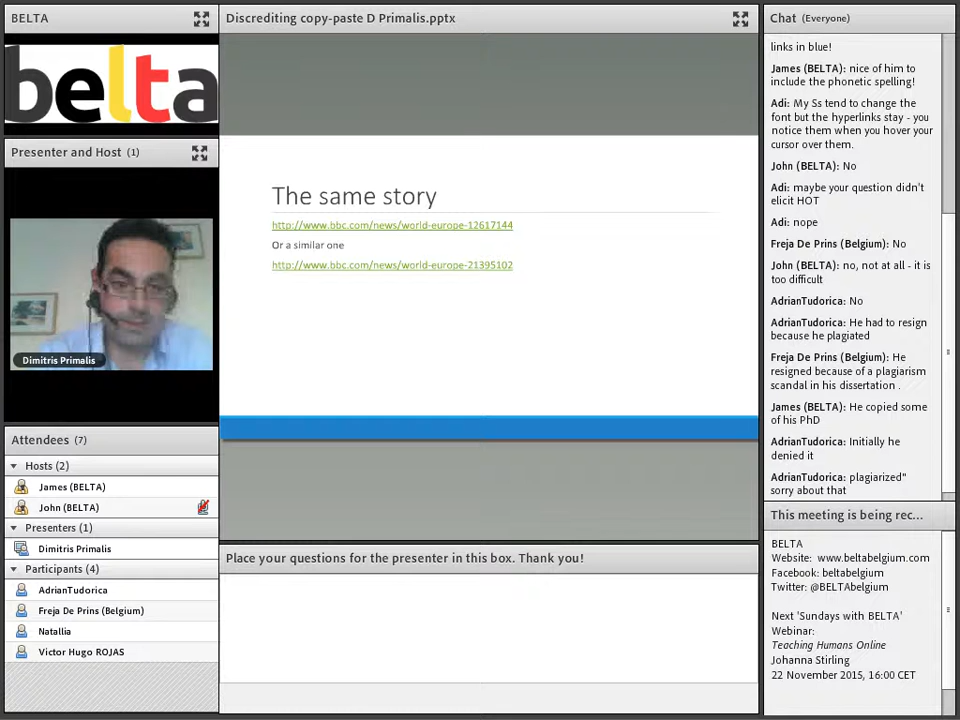 BELTA
belta
Presenter and Host (1)
Dimitris Primalis
Attendees (7)
Hosts (2)
James (BELTA)
John (BELTA)
Presenters (1)
Dimitris Primalis
Participants (4)
AdrianTudorica
Freja De Prins (Belgium)
Natallia
Victor Hugo ROJAS
Discrediting copy-paste D Primalis.pptx
The same story
http://www.bbc.com/news/world-europe-12617144
Or a similar one
http://www.bbc.com/news/world-europe-21395102
Place your questions for the presenter in this box. Thank you!
Chat (Everyone)
links in blue!
James (BELTA): nice of him to
include the phonetic spelling!
Adi: My Ss tend to change the
font but the hyperlinks stay - you
notice them when you hover your
cursor over them.
John (BELTA): No
Adi: maybe your question didn't
elicit HOT
Adi: nope
Freja De Prins (Belgium): No
John (BELTA): no, not at all - it is
too difficult
AdrianTudorica: No
AdrianTudorica: He had to resign
because he plagiated
Freja De Prins (Belgium): He
resigned because of a plagiarism
scandal in his dissertation .
James (BELTA): He copied some
of his PhD
AdrianTudorica: Initially he
denied it
AdrianTudorica: plagiarized"
sorry about that
This meeting is being rec...
BELTA
Website: www.beltabelgium.com
Facebook: beltabelgium
Twitter: @BELTAbelgium
Next 'Sundays with BELTA'
Webinar:
Teaching Humans Online
Johanna Stirling
22 November 2015, 16:00 CET